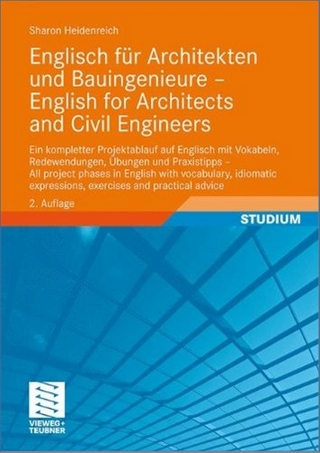 Sharon Heidenreich
Englisch für Architekten
und Bauingenieure –
English for Architects
and Civil Engineers
Ein kompletter Projektablauf auf Englisch mit Vokabeln,
Redewendungen, Übungen und Praxistipps –
All project phases in English with vocabulary, idiomatic
expressions, exercises and practical advice
2. Auflage
STUDIUM
VIEWEG+
TEUBNER